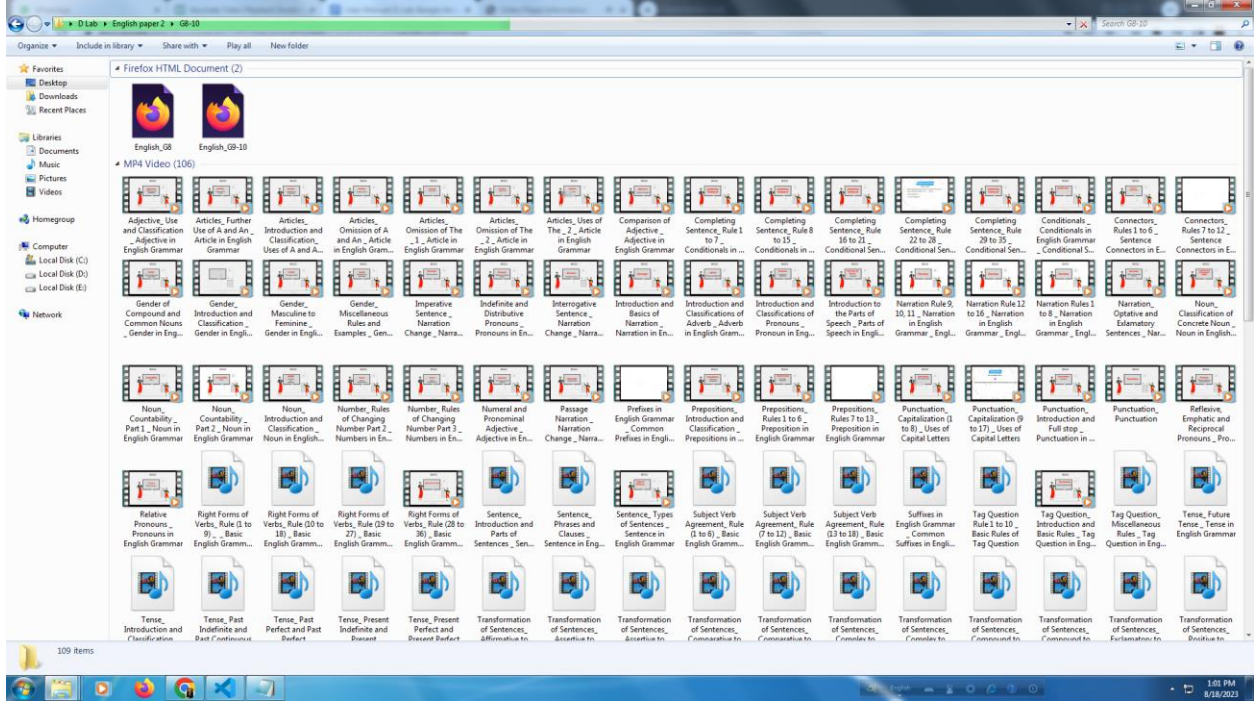 D Lab
English paper 2
G8-10
Search G8-10
Organize
Include in library
Share with
Play all
New folder
Favorites
Desktop
Downloads
Recent Places
Libraries
Documents
Music
Pictures
Videos
Homegroup
Computer
Local Disk (C:)
Local Disk (D:)
Local Disk (E:)
Network
Firefox HTML Document (2)
English_G8
English_G9-10
MP4 Video (106)
Adjective_ Use
and Classification
_ Adjective in
English Grammar
Articles_ Further
Use of A and An _
Article in English
Grammar
Articles_
Introduction and
Classification_
Uses of A and A...
Articles_
Omission of A
and An _ Article
in English Gram...
Articles_
Omission of The
_ 1 _ Article in
English Grammar
Articles_
Omission of The
_ 2 _ Article in
English Grammar
Articles_ Uses of
The _ 2_ Article
in English
Grammar
Comparison of
Adjective _
Adjective in
English Grammar
Completing
Sentence_ Rule 1
to 7 _
Conditionals in ...
Completing
Sentence_ Rule 8
to 15 _
Conditionals in ...
Completing
Sentence_ Rule
16 to 21 _
Conditional Sen...
Completing
Sentence_ Rule
22 to 28 _
Conditional Sen...
Completing
Sentence_ Rule
29 to 35 _
Conditional Sen...
Conditionals _
Conditionals in
English Grammar
_ Conditional S...
Connectors_
Rules 1 to 6 _
Sentence
Connectors in E...
Connectors_
Rules 7 to 12 _
Sentence
Connectors in E...
Gender of
Compound and
Common Nouns
_ Gender in Eng...
Gender_
Introduction and
Classification _
Gender in Engli...
Gender_
Masculine to
Feminine _
Gender in Engli...
Gender_
Miscellaneous
Rules and
Examples _ Gen...
Imperative
Sentence _
Narration
Change _ Narra...
Indefinite and
Distributive
Pronouns _
Pronouns in En...
Interrogative
Sentence _
Narration
Change _ Narra...
Introduction and
Basics of
Narration _
Narration in En...
Introduction and
Classifications of
Adverb _ Adverb
in English Gram...
Introduction and
Classifications of
Pronouns _
Pronoun in Eng...
Introduction to
the Parts of
Speech _ Parts of
Speech in Engli...
Narration Rule 9,
10, 11 _ Narration
in English
Grammar _ Engl...
Narration Rule 12
to 16 _ Narration
in English
Grammar _ Engl...
Narration Rules 1
to 8 _ Narration
in English
Grammar _ Engl...
Narration_
Optative and
Exlamatory
Sentences _ Nar...
Noun_
Classification of
Concrete Noun _
Noun in English...
Noun_
Countability _
Part 1 _ Noun in
English Grammar
Noun_
Countability _
Part 2 _ Noun in
English Grammar
Noun_
Introduction and
Classification _
Noun in English...
Number_ Rules
of Changing
Number Part 2 _
Numbers in En...
Number_ Rules
of Changing
Number Part 3 _
Numbers in En...
Numeral and
Pronominal
Adjective _
Adjective in En...
Passage
Narration _
Narration
Change _ Narra...
Prefixes in
English Grammar
_ Common
Prefixes in Engli...
Prepositions_
Introduction and
Classification _
Prepositions in ...
Prepositions_
Rules 1 to 6 _
Preposition in
English Grammar
Prepositions_
Rules 7 to 13 _
Preposition in
English Grammar
Punctuation_
Capitalization (1
to 8) _ Uses of
Capital Letters
Punctuation_
Capitalization (9
to 17) _ Uses of
Capital Letters
Punctuation_
Introduction and
Full stop _
Punctuation in ...
Punctuation_
Punctuation
Reflexive,
Emphatic and
Reciprocal
Pronouns _ Pro...
Relative
Pronouns _
Pronouns in
English Grammar
Right Forms of
Verbs_ Rule (1 to
9) _ _ Basic
English Gramm...
Right Forms of
Verbs_ Rule (10 to
18) _ Basic
English Gramm...
Right Forms of
Verbs_ Rule (19 to
27) _ Basic
English Gramm...
Right Forms of
Verbs_ Rule (28 to
36) _ Basic
English Gramm...
Sentence_
Introduction and
Parts of
Sentences _ Sen...
Sentence_
Phrases and
Clauses _
Sentence in Eng...
Sentence_ Types
of Sentences _
Sentence in
English Grammar
Subject Verb
Agreement_ Rule
(1 to 6) _ Basic
English Gramm...
Subject Verb
Agreement_ Rule
(7 to 12) _ Basic
English Gramm...
Subject Verb
Agreement_ Rule
(13 to 18) _ Basic
English Gramm...
Suffixes in
English Grammar
_ Common
Suffixes in Engli...
Tag Question
Rule 1 to 10 _
Basic Rules of
Tag Question
Tag Question_
Introduction and
Basic Rules _ Tag
Question in Eng...
Tag Question_
Miscellaneous
Rules _ Tag
Question in Eng...
Tense_ Future
Tense _ Tense in
English Grammar
Tense_
Introduction and
Classification
Tense_ Past
Indefinite and
Past Continuous
Tense_ Past
Perfect and Past
Perfect
Tense_ Present
Indefinite and
Present
Tense_ Present
Perfect and
Present Perfect
Transformation
of Sentences_
Affirmative to
Transformation
of Sentences_
Assertive to
Transformation
of Sentences_
Assertive to
Transformation
of Sentences_
Comparative to
Transformation
of Sentences_
Comparative to
Transformation
of Sentences_
Complex to
Transformation
of Sentences_
Complex to
Transformation
of Sentences_
Compound to
Transformation
of Sentences_
Compound to
Transformation
of Sentences_
Exclamatory to
Transformation
of Sentences_
Positive to
109 items
English
1:01 PM
8/18/2023